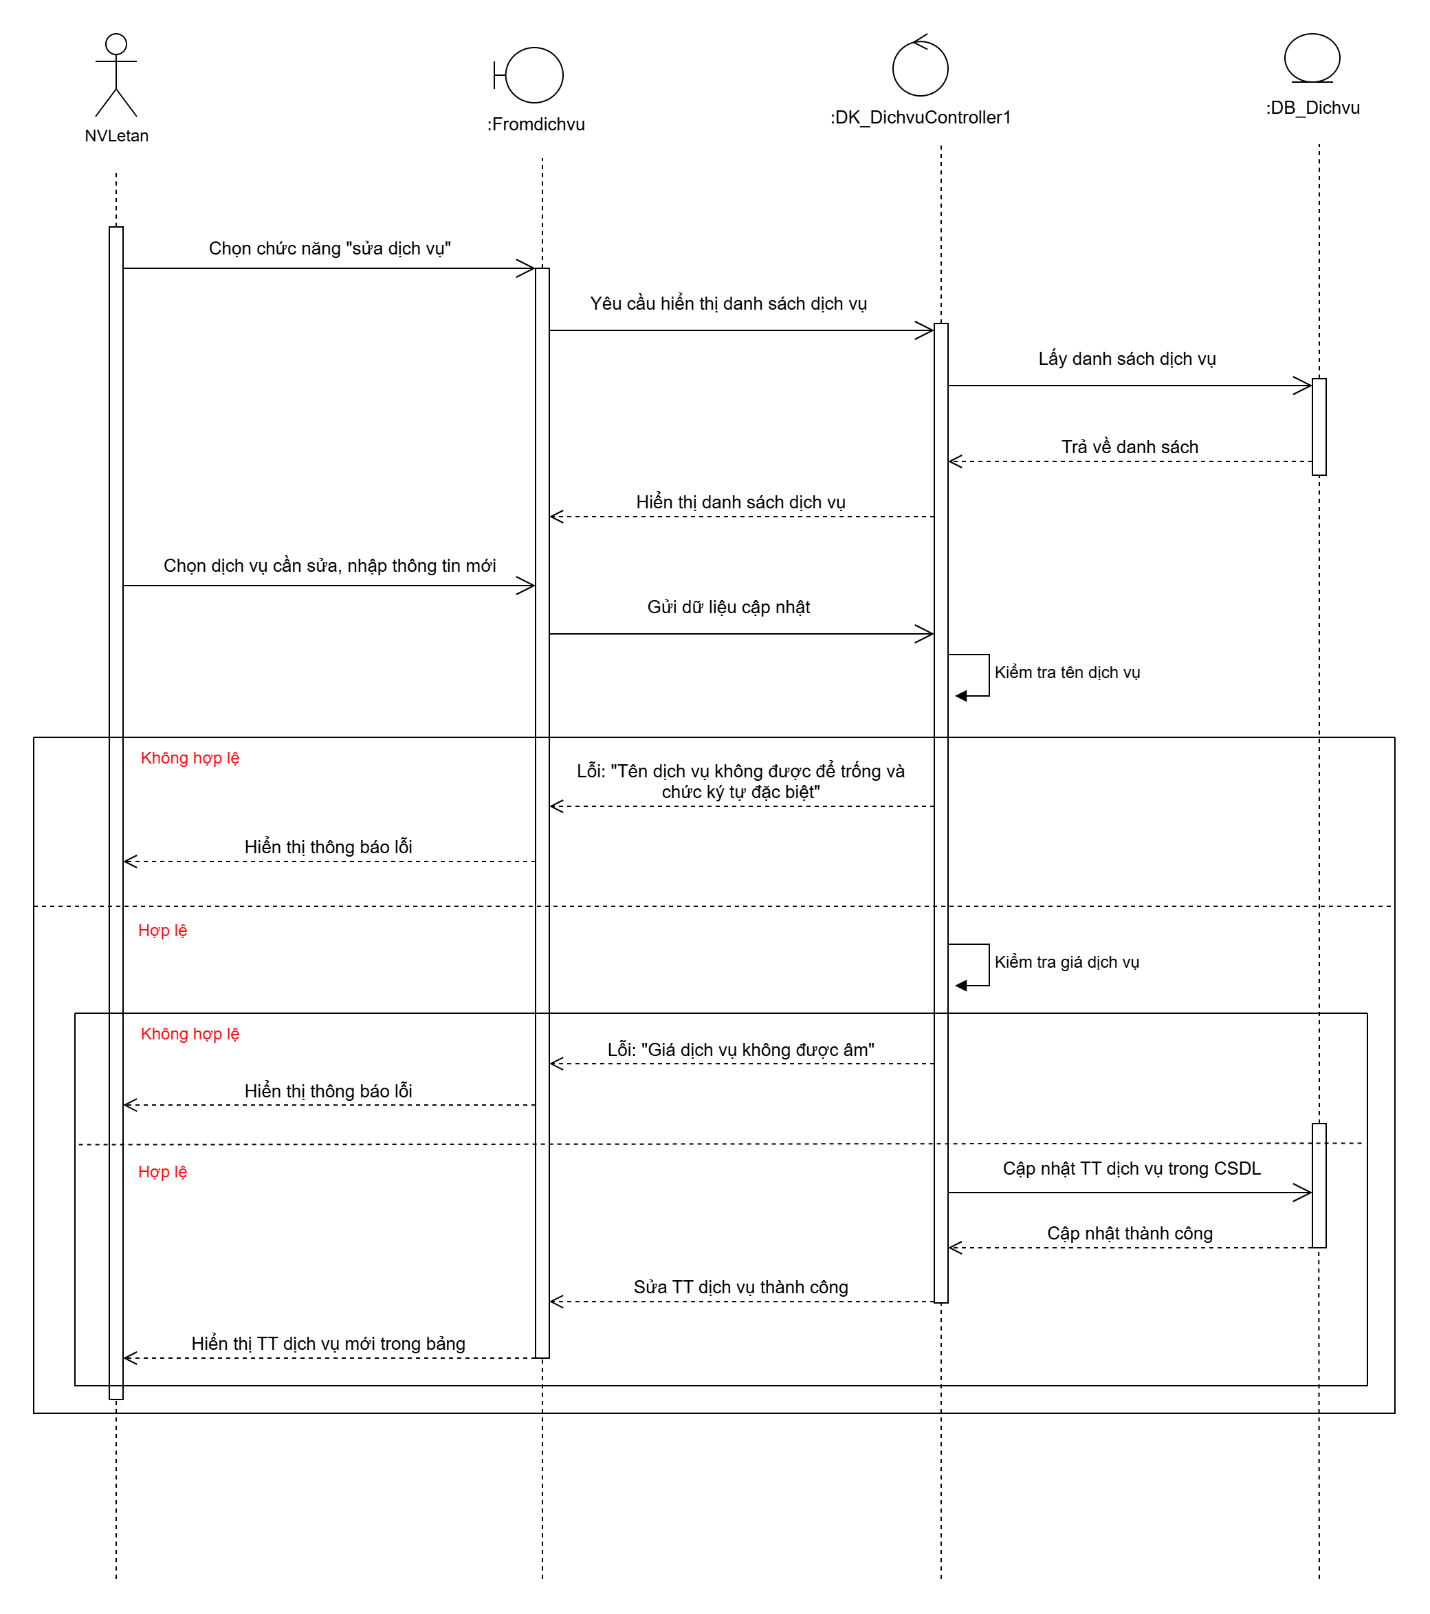 NVLetan
:Fromdichvu
:DK_DichvuController1
:DB_Dichvu
Chọn chức năng "sửa dịch vụ"
Yêu cầu hiển thị danh sách dịch vụ
Lấy danh sách dịch vụ
Trả về danh sách
Hiển thị danh sách dịch vụ
Chọn dịch vụ cần sửa, nhập thông tin mới
Gửi dữ liệu cập nhật
Kiểm tra tên dịch vụ
Không hợp lệ
Lỗi: "Tên dịch vụ không được để trống và
chức ký tự đặc biệt"
Hiển thị thông báo lỗi
Hợp lệ
Kiểm tra giá dịch vụ
Không hợp lệ
Lỗi: "Giá dịch vụ không được âm"
Hiển thị thông báo lỗi
Hợp lệ
Cập nhật TT dịch vụ trong CSDL
Cập nhật thành công
Sửa TT dịch vụ thành công
Hiển thị TT dịch vụ mới trong bảng